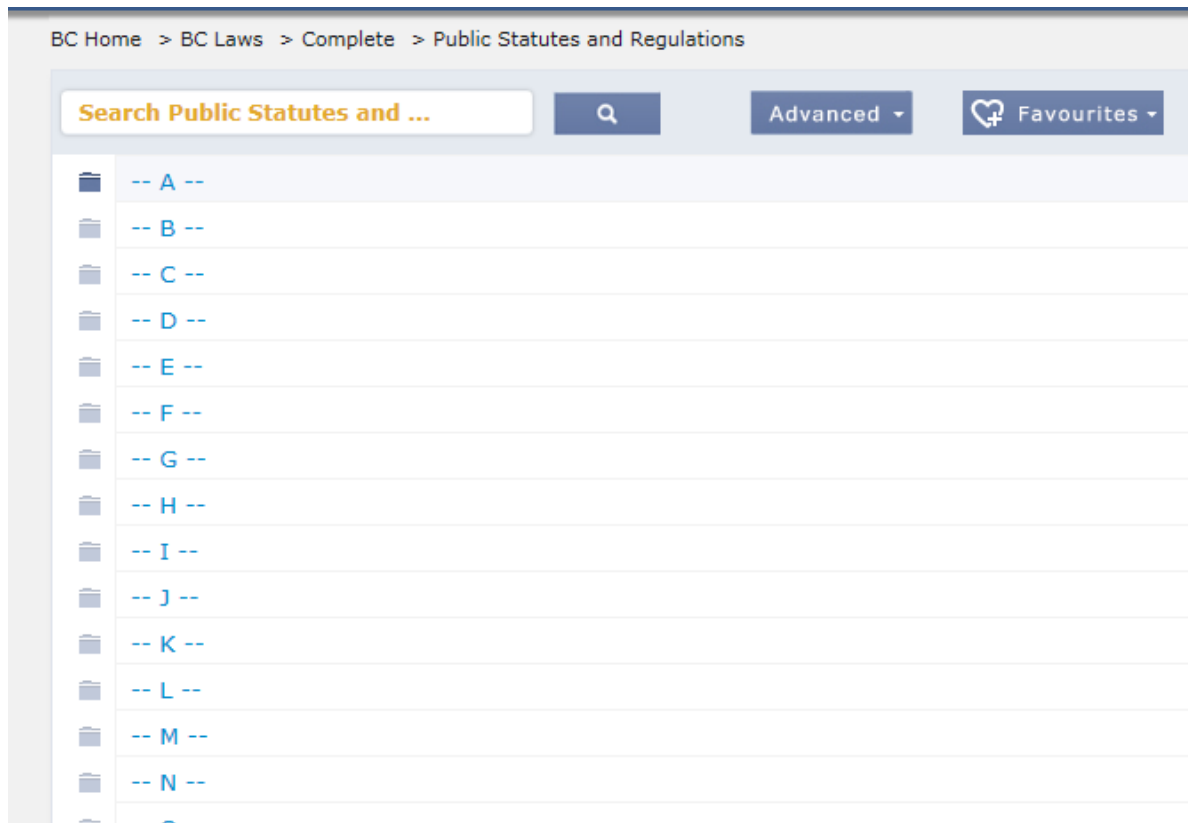 BC Home > BC Laws > Complete > Public Statutes and Regulations
Search Public Statutes and ...
Advanced
Favourites
-- A --
-- B --
-- C --
-- D --
-- E --
-- F --
-- G --
-- H --
-- I --
-- J --
-- K --
-- L --
-- M --
-- N --